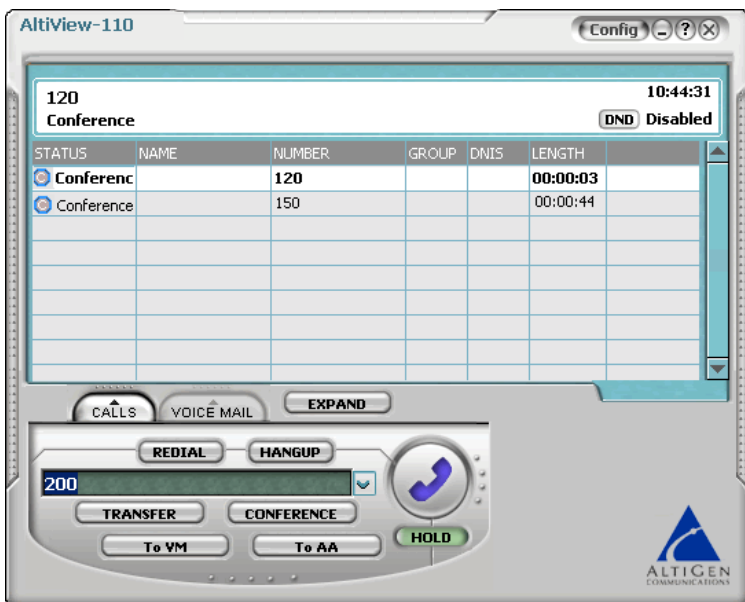 AltiView-110
Config ?
120
10:44:31
Conference
DND Disabled
STATUS NAME NUMBER GROUP DNIS LENGTH
Conferenc 120 00:00:03
Conference 150 00:00:44
CALLS VOICE MAIL EXPAND
REDIAL HANGUP
200
TRANSFER CONFERENCE
HOLD
To VM To AA
ALTIGEN
COMMUNICATIONS